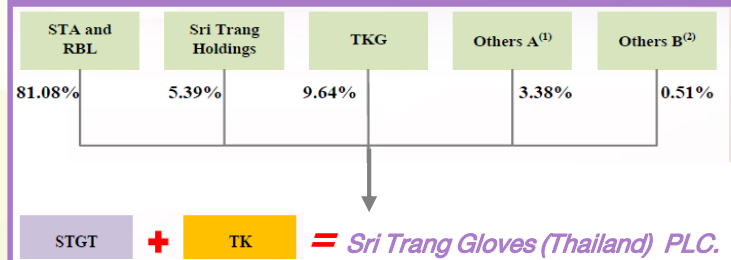 STA and
RBL
Sri Trang
Holdings
TKG
Others A(1)
Others B(2)
81.08%
5.39%
9.64%
3.38%
0.51%
STGT
+
TK
= Sri Trang Gloves (Thailand) PLC.